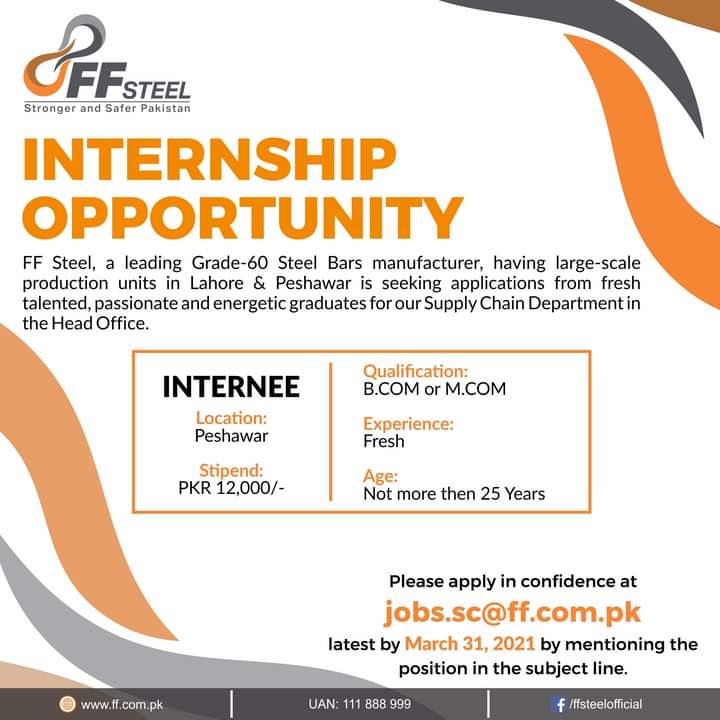 FF STEEL
Stronger and Safer Pakistan
INTERNSHIP
OPPORTUNITY
FF Steel, a leading Grade-60 Steel Bars manufacturer, having large-scale
production units in Lahore & Peshawar is seeking applications from fresh
talented, passionate and energetic graduates for our Supply Chain Department in
the Head Office.
INTERNEE
Location:
Peshawar
Stipend:
PKR 12,000/-
Qualification:
B.COM or M.COM
Experience:
Fresh
Age:
Not more then 25 Years
Please apply in confidence at
jobs.sc@ff.com.pk
latest by March 31, 2021 by mentioning the
position in the subject line.
www.ff.com.pk
UAN: 111 888 999
/ffsteelofficial